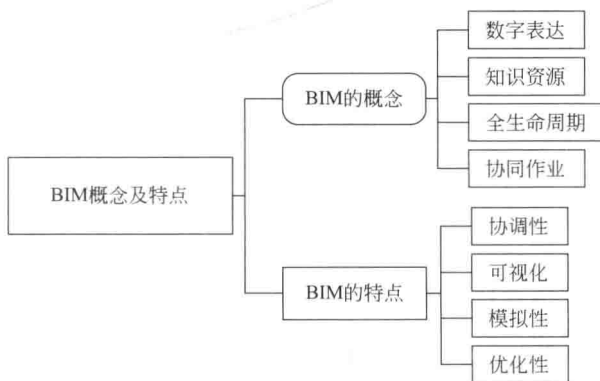 BIM概念及特点
BIM的概念
数字表达
知识资源
全生命周期
协同作业
BIM的特点
协调性
可视化
模拟性
优化性